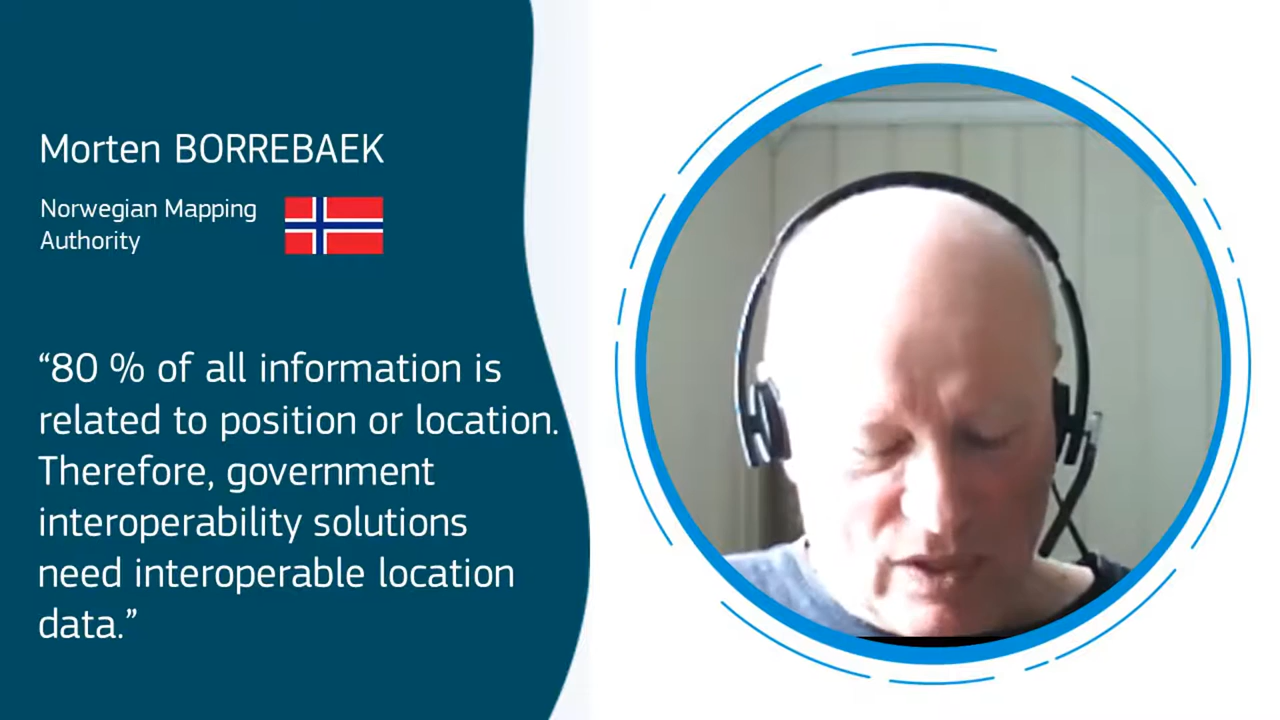 Morten BORREBAEK
Norwegian Mapping
Authority
“80 % of all information is
related to position or location.
Therefore, government
interoperability solutions
need interoperable location
data.”